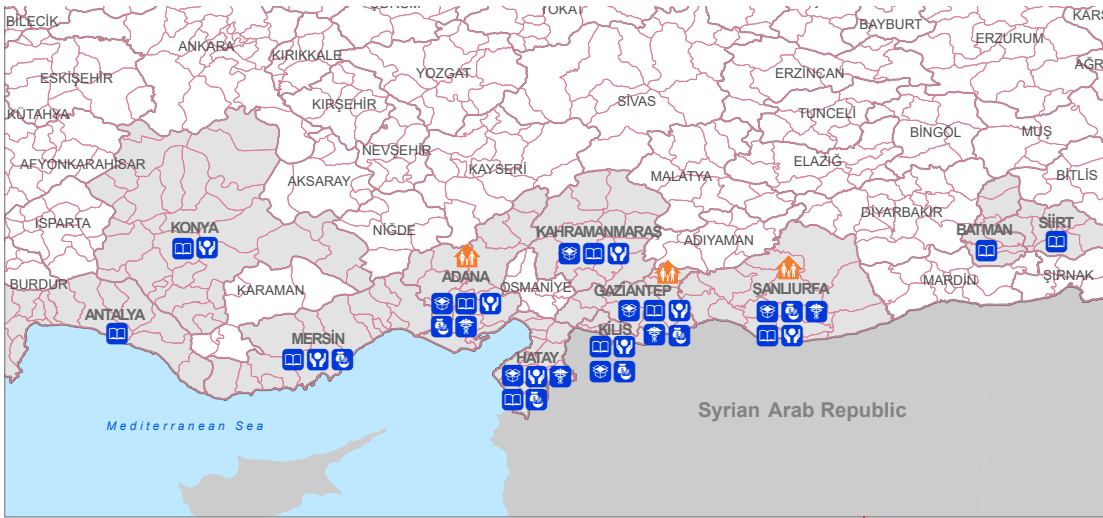 BİLECİK
TOKAT
BAYBURT
KARS
ANKARA
KIRIKKALE
ERZURUM
ESKİŞEHİR
YOZGAT
ERZİNCAN
AĞR
KIRŞEHİR
SİVAS
KÜTAHYA
TUNCELİ
BİNGÖL
MUŞ
NEVŞEHİR
AFYONKARAHİSAR
KAYSERİ
ELAZIĞ
AKSARAY
MALATYA
BİTLİS
ISPARTA
KONYA
NİĞDE
KAHRAMANMARAŞ
ADIYAMAN
DİYARBAKIR
BATMAN
SİİRT
ADANA
BURDUR
KARAMAN
OSMANİYE
GAZİANTEP
ŞANLIURFA
MARDİN
ŞIRNAK
ANTALYA
MERSİN
KİLİS
HATAY
Syrian Arab Republic
Mediterranean Sea